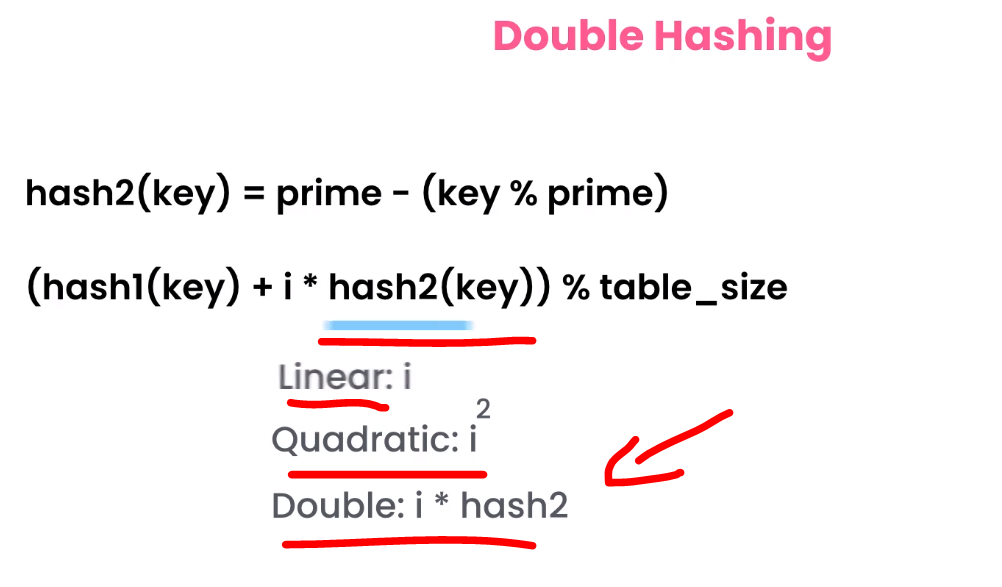 Double Hashing
hash2(key) = prime - (key % prime)
(hash1(key) + i * hash2(key)) % table_size
Linear: i
Quadratic: i²
Double: i * hash2